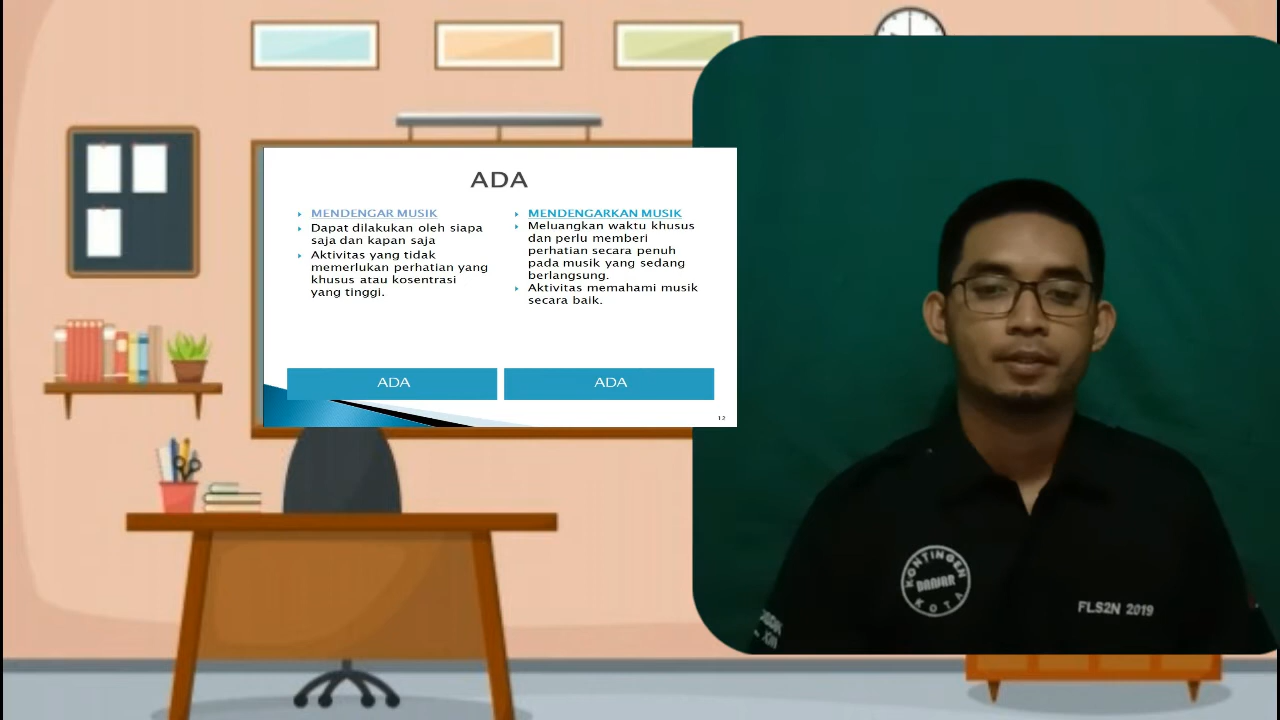 ADA
MENDENGAR MUSIK
Dapat dilakukan oleh siapa
saja dan kapan saja
Aktivitas yang tidak
memerlukan perhatian yang
khusus atau kosentrasi
yang tinggi.
MENDENGARKAN MUSIK
Meluangkan waktu khusus
dan perlu memberi
perhatian secara penuh
pada musik yang sedang
berlangsung.
Aktivitas memahami musik
secara baik.
ADA
ADA
12
KONTINGEN
BANJAR
KOTA
FLS2N 2019